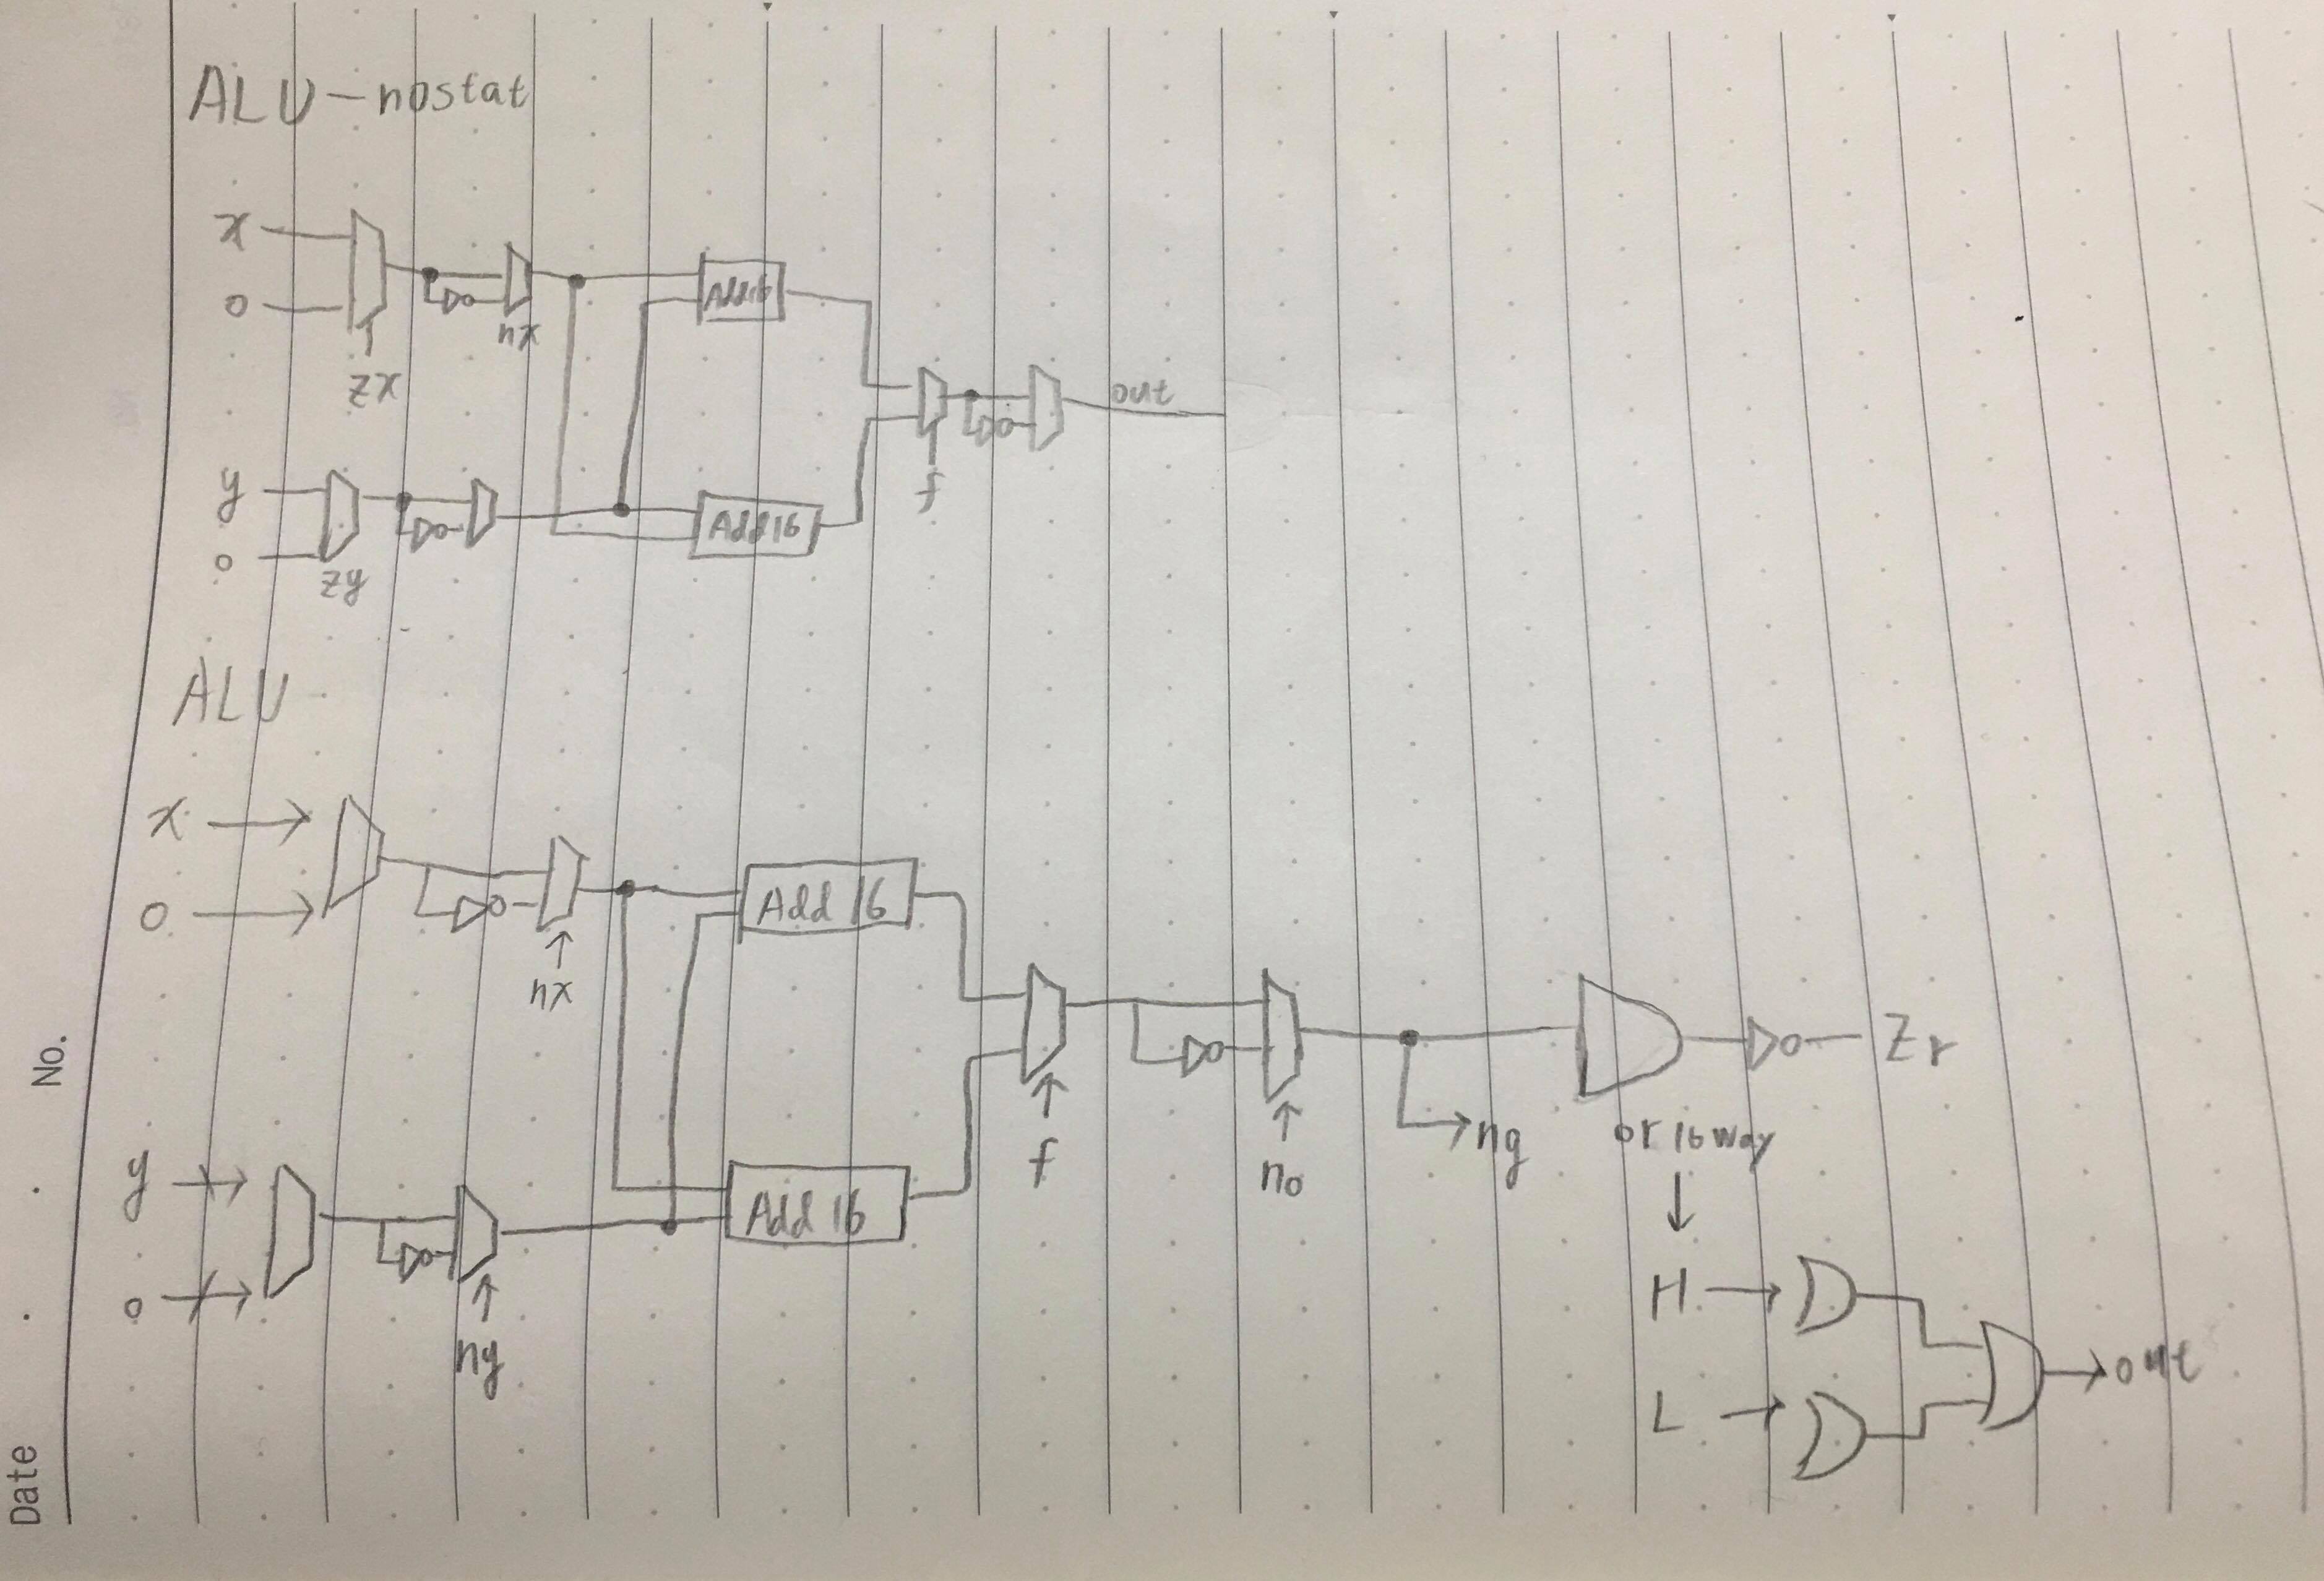 ALU-nostat
x
0
zx
nx
Add16
y
0
zy
Add16
f
out
ALU
x
0
nx
Add 16
y
0
ny
Add 16
f
no
ng
or 16 way
Zr
H
L
out
No.
Date